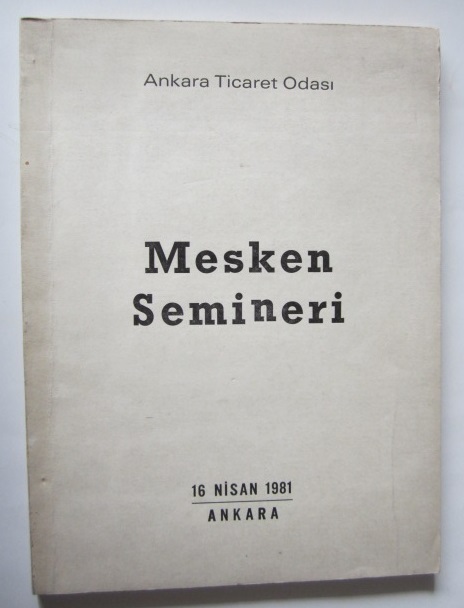 Ankara Ticaret Odası
Mesken
Semineri
16 NİSAN 1981
ANKARA